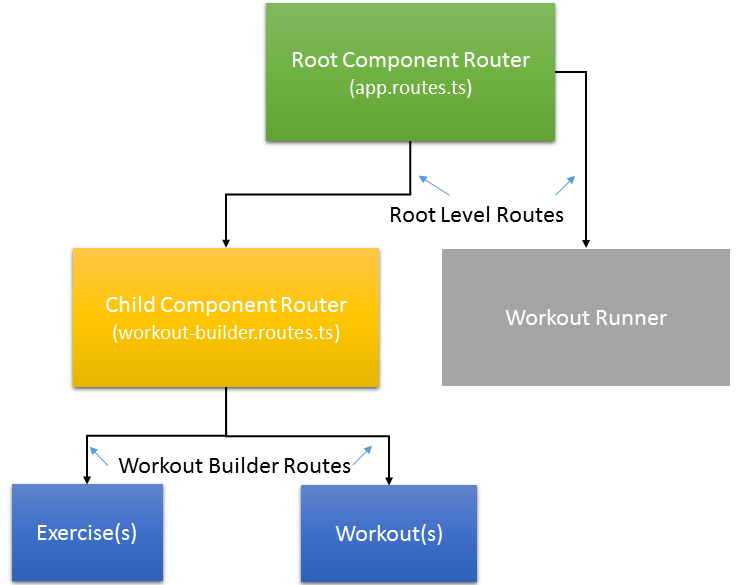 Root Component Router
(app.routes.ts)
Root Level Routes
Child Component Router
(workout-builder.routes.ts)
Workout Runner
Workout Builder Routes
Exercise(s)
Workout(s)